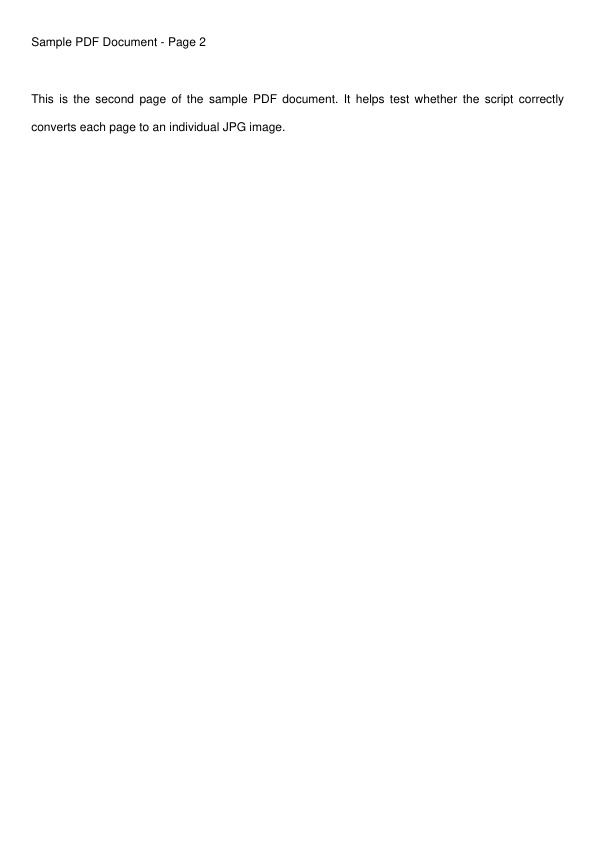 Sample PDF Document - Page 2
This is the second page of the sample PDF document. It helps test whether the script correctly
converts each page to an individual JPG image.